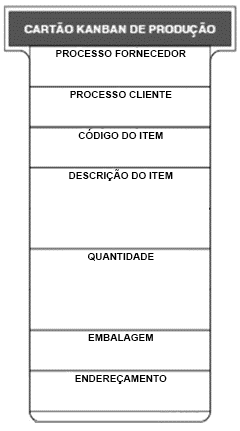 CARTÃO KANBAN DE PRODUÇÃO
PROCESSO FORNECEDOR
PROCESSO CLIENTE
CÓDIGO DO ITEM
DESCRIÇÃO DO ITEM
QUANTIDADE
EMBALAGEM
ENDEREÇAMENTO